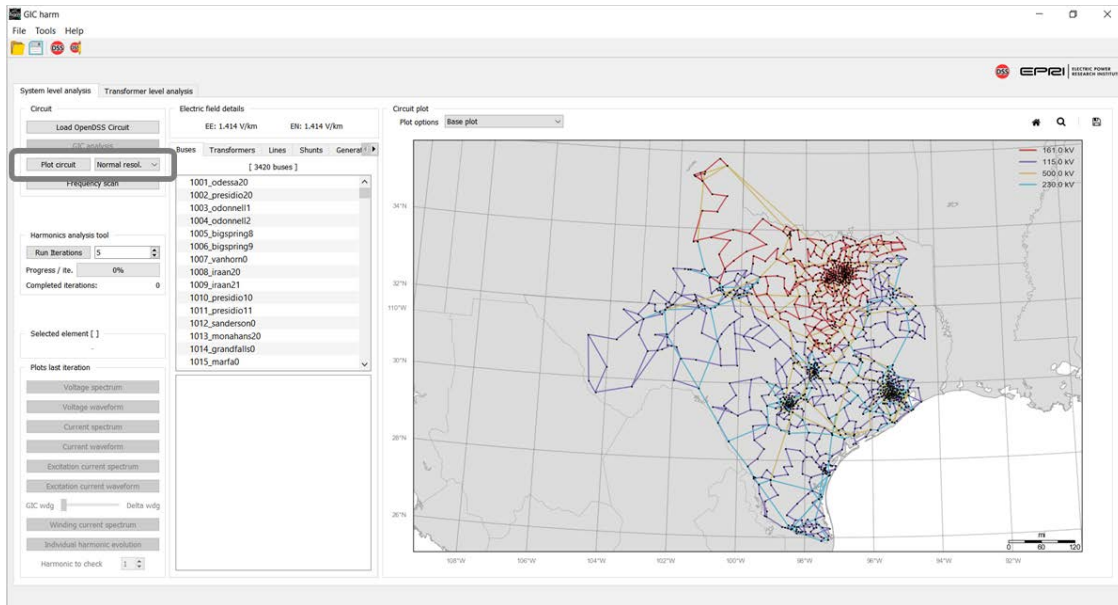 GIC harm
File Tools Help
DSS
DSS EPRI ELECTRIC POWER
RESEARCH INSTITUTE
System level analysis Transformer level analysis
Circuit
Load OpenDSS Circuit
GIC analysis
Plot circuit Normal resol.
Frequency scan
Harmonics analysis tool
Run Iterations 5
Progress / ite. 0%
Completed iterations: 0
Selected element [ ]
-
Plots last iteration
Voltage spectrum
Voltage waveform
Current spectrum
Current waveform
Excitation current spectrum
Excitation current waveform
GIC wdg Delta wdg
Winding current spectrum
Individual harmonic evolution
Harmonic to check 1
Electric field details
EE: 1.414 V/km EN: 1.414 V/km
Buses Transformers Lines Shunts Generat
[ 3420 buses ]
1001_odessa20
1002_presidio20
1003_odonnell1
1004_odonnell2
1005_bigspring8
1006_bigspring9
1007_vanhorn0
1008_iraan20
1009_iraan21
1010_presidio10
1011_presidio11
1012_sanderson0
1013_monahans20
1014_grandfalls0
1015_marfa0
Circuit plot
Plot options Base plot
161.0 kV
115.0 kV
500.0 kV
230.0 kV
34°N
32°N
110°W
30°N
28°N
26°N
108°W 106°W 102°W 100°W 98°W 96°W 94°W 92°W
mi
0 60 120